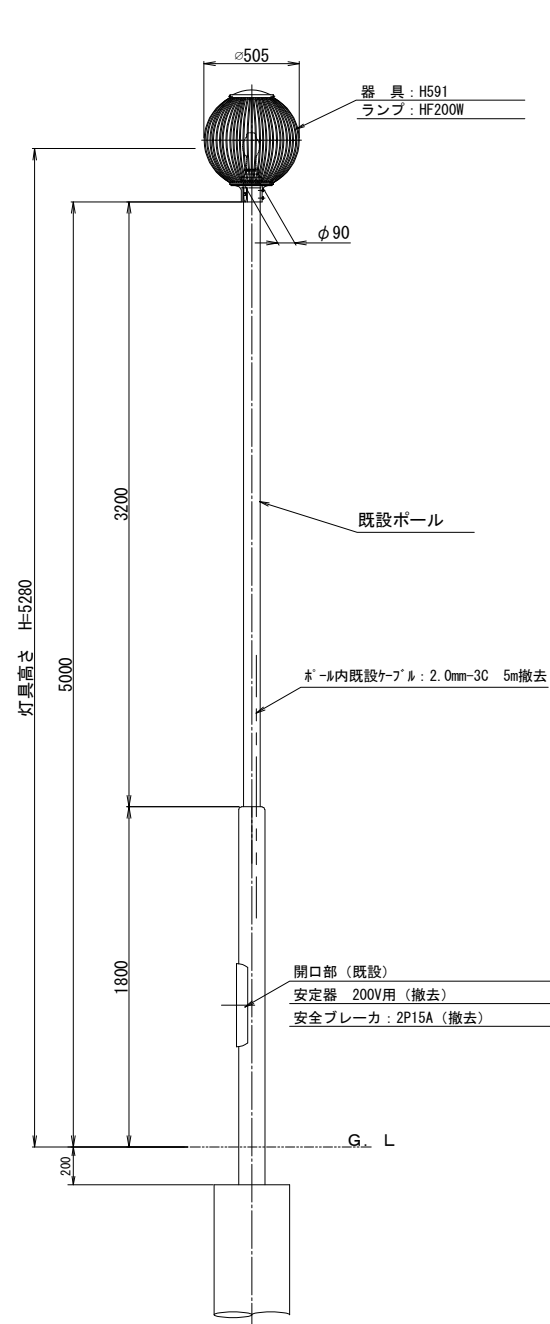 ⌀505
器　具：H591
ランプ：HF200W
φ90
3200
既設ポール
灯具高さ　H=5280
5000
ﾎﾟｰﾙ内既設ｹｰﾌﾞﾙ：2.0mm-3C　5m撤去
1800
開口部（既設）
安定器　200V用（撤去）
安全ブレーカ：2P15A（撤去）
G．L
200